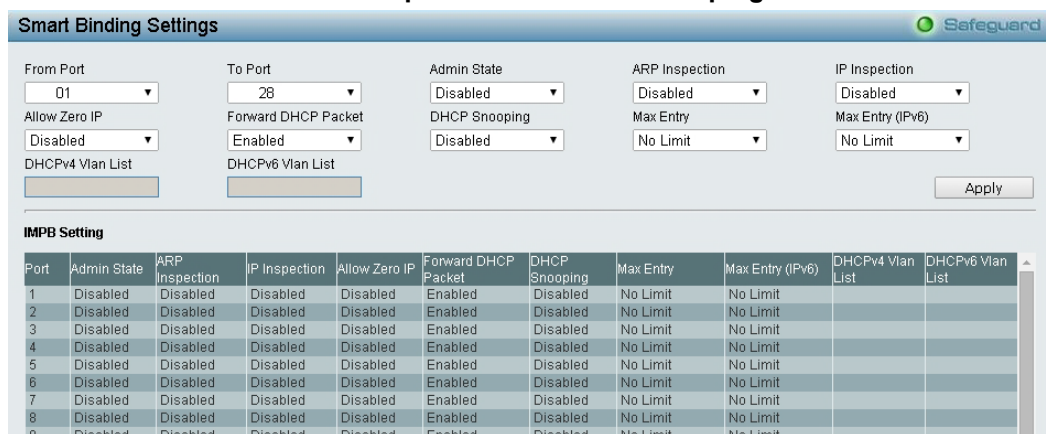 Smart Binding Settings
Safeguard
From Port To Port Admin State ARP Inspection IP Inspection
01 28 Disabled Disabled Disabled
Allow Zero IP Forward DHCP Packet DHCP Snooping Max Entry Max Entry (IPv6)
Disabled Enabled Disabled No Limit No Limit
DHCPv4 Vlan List DHCPv6 Vlan List
Apply
IMPB Setting
Port Admin State ARP Inspection IP Inspection Allow Zero IP Forward DHCP Packet DHCP Snooping Max Entry Max Entry (IPv6) DHCPv4 Vlan List DHCPv6 Vlan List
1 Disabled Disabled Disabled Disabled Enabled Disabled No Limit No Limit
2 Disabled Disabled Disabled Disabled Enabled Disabled No Limit No Limit
3 Disabled Disabled Disabled Disabled Enabled Disabled No Limit No Limit
4 Disabled Disabled Disabled Disabled Enabled Disabled No Limit No Limit
5 Disabled Disabled Disabled Disabled Enabled Disabled No Limit No Limit
6 Disabled Disabled Disabled Disabled Enabled Disabled No Limit No Limit
7 Disabled Disabled Disabled Disabled Enabled Disabled No Limit No Limit
8 Disabled Disabled Disabled Disabled Enabled Disabled No Limit No Limit